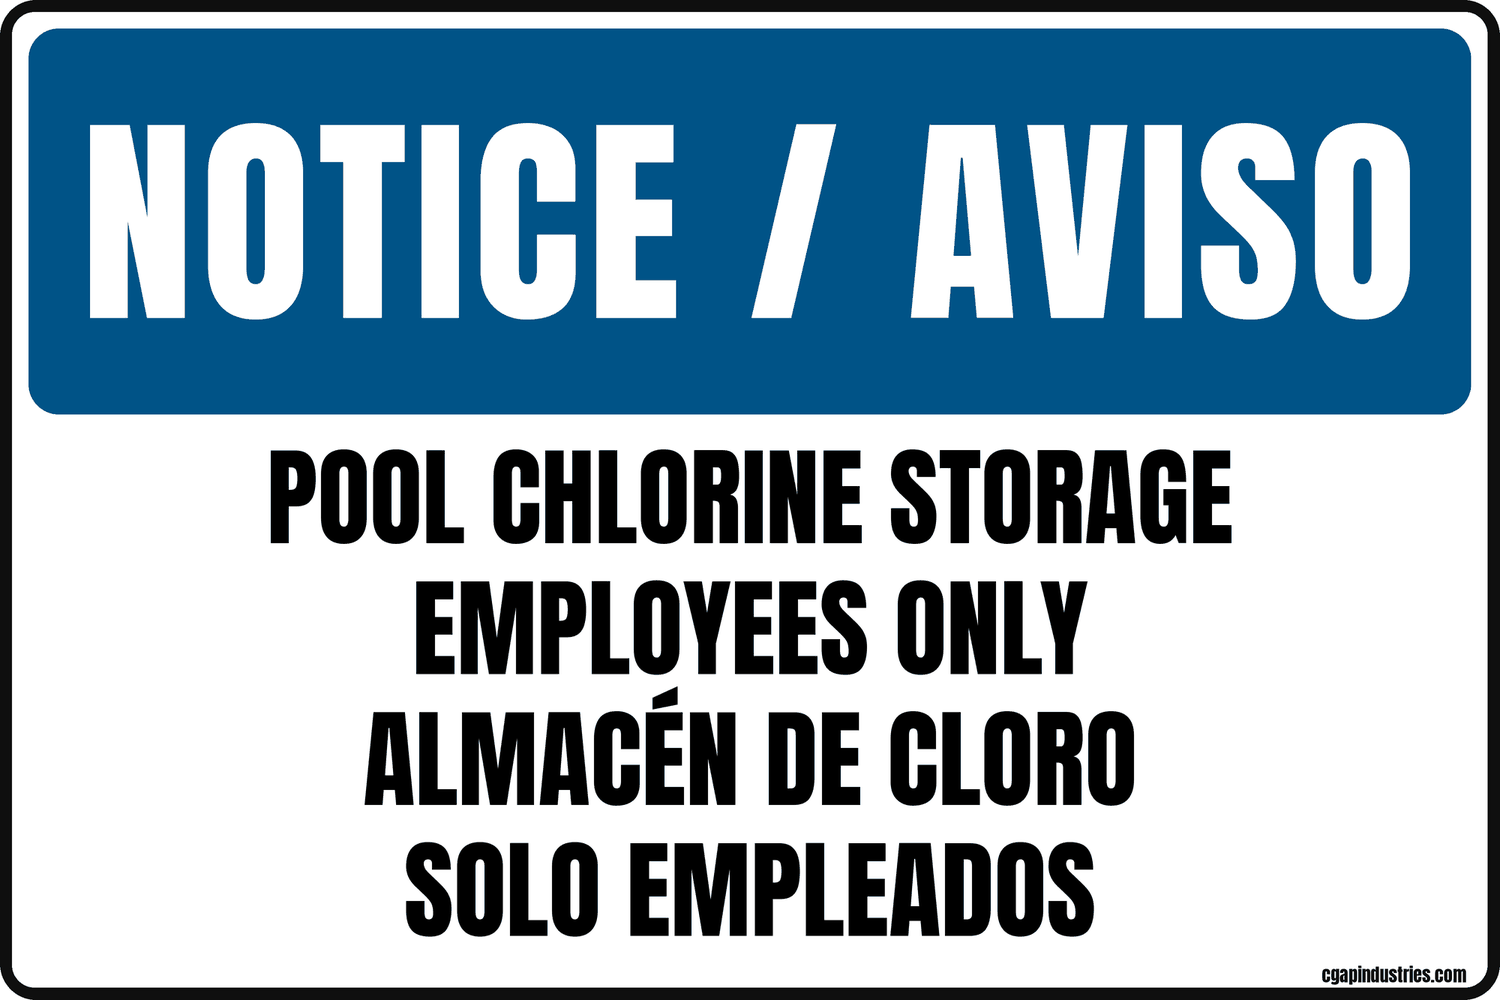 NOTICE / AVISO
POOL CHLORINE STORAGE
EMPLOYEES ONLY
ALMACÉN DE CLORO
SOLO EMPLEADOS
cgapindustries.com